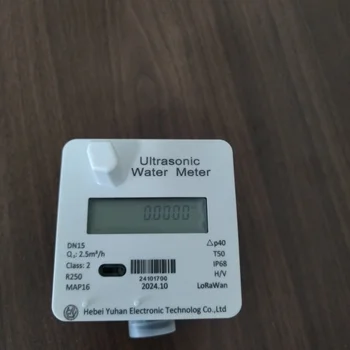 Ultrasonic
Water Meter
00000
DN15 △p40
Q₃: 2.5m³/h T50
Class: 2 IP68
R250 24101700 H/V
MAP16 2024.10 LoRaWan
Hebei Yuhan Electronic Technolog Co.,Ltd